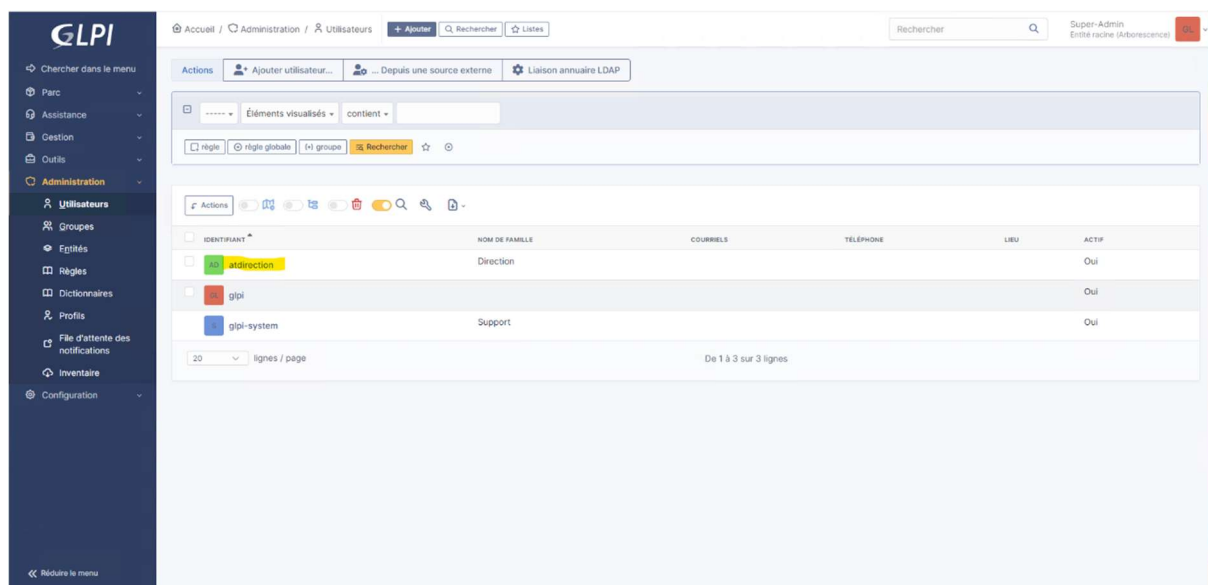 GLPI
Accueil / Administration / Utilisateurs + Ajouter Rechercher Listes
Rechercher
Super-Admin
Entité racine (Arborescence)
GL
Chercher dans le menu
Parc
Assistance
Gestion
Outils
Administration
Utilisateurs
Groupes
Entités
Règles
Dictionnaires
Profils
File d'attente des
notifications
Inventaire
Configuration
Réduire le menu
Actions Ajouter utilisateur... ... Depuis une source externe Liaison annuaire LDAP
----- Éléments visualisés contient
règle règle globale (+) groupe Rechercher
Actions
IDENTIFIANT NOM DE FAMILLE COURRIELS TÉLÉPHONE LIEU ACTIF
AD atdirection Direction Oui
GL glpi Oui
glpi-system Support Oui
20 lignes / page De 1 à 3 sur 3 lignes